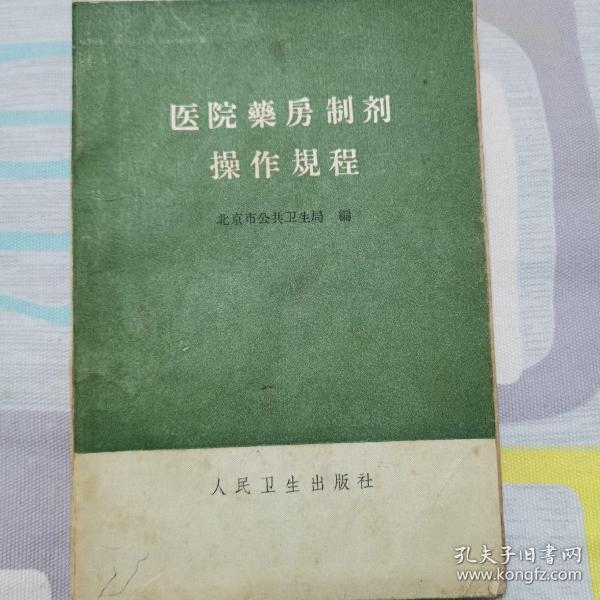 医院藥房制剂
操作規程
北京市公共卫生局 編
人民卫生出版社
孔夫子旧书网
www.kongfz.com